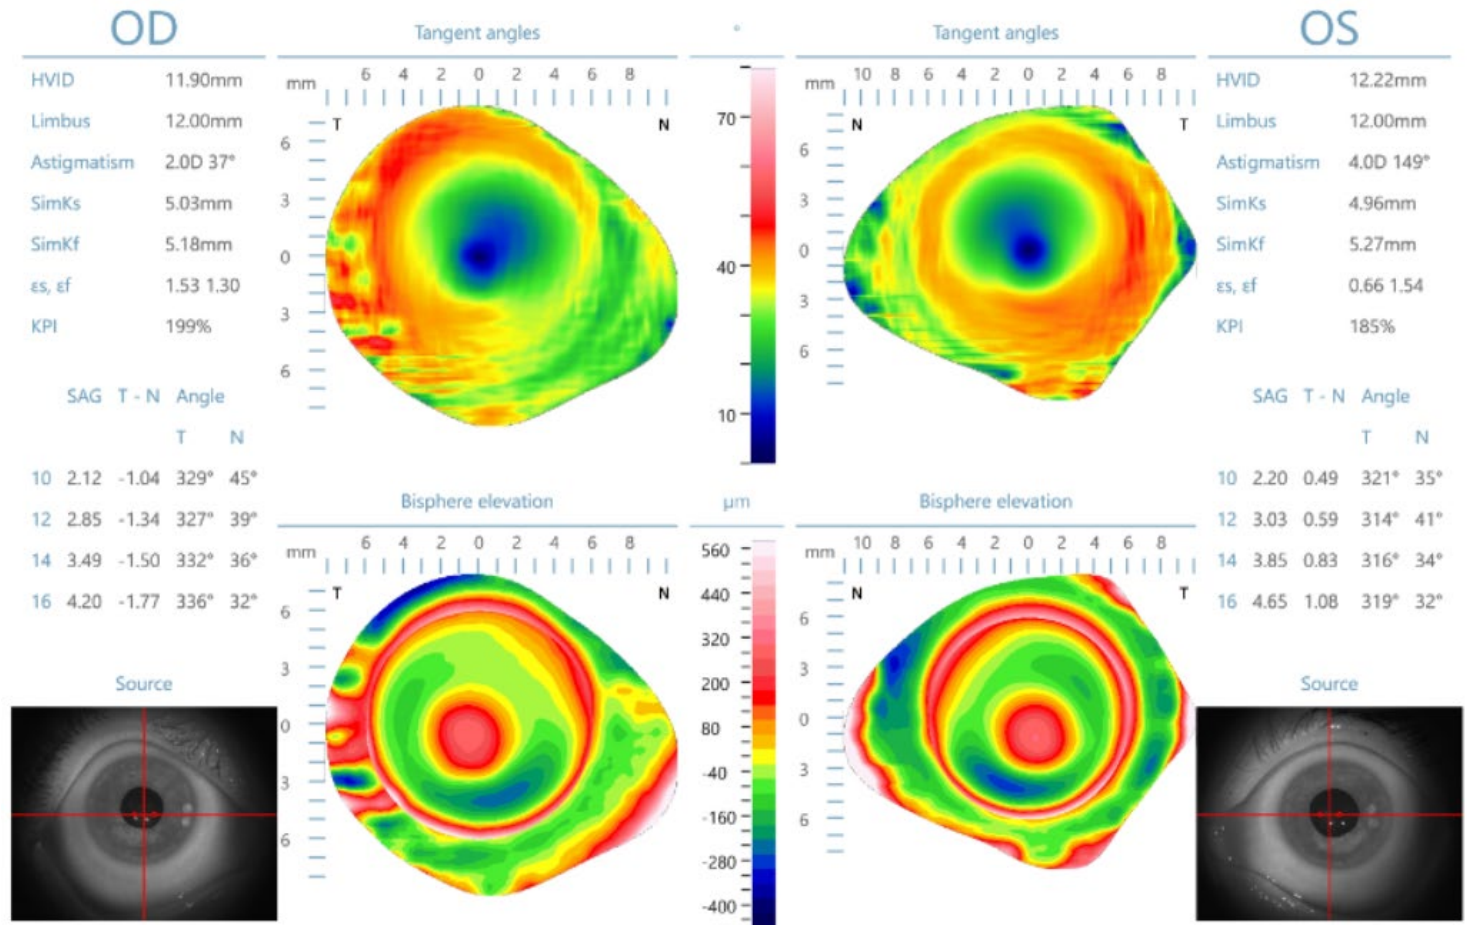 OD
HVID 11.90mm
Limbus 12.00mm
Astigmatism 2.0D 37°
SimKs 5.03mm
SimKf 5.18mm
εs, εf 1.53 1.30
KPI 199%
SAG T - N Angle
T N
10 2.12 -1.04 329° 45°
12 2.85 -1.34 327° 39°
14 3.49 -1.50 332° 36°
16 4.20 -1.77 336° 32°
Source
Tangent angles
mm 6 4 2 0 2 4 6 8
T N
6
3
0
3
6
°
70
40
10
Bisphere elevation
mm 6 4 2 0 2 4 6 8
T N
6
3
0
3
6
µm
560
440
320
200
80
-40
-160
-280
-400
Tangent angles
mm 10 8 6 4 2 0 2 4 6 8
N T
6
3
0
3
6
Bisphere elevation
mm 10 8 6 4 2 0 2 4 6 8
N T
6
3
0
3
6
OS
HVID 12.22mm
Limbus 12.00mm
Astigmatism 4.0D 149°
SimKs 4.96mm
SimKf 5.27mm
εs, εf 0.66 1.54
KPI 185%
SAG T - N Angle
T N
10 2.20 0.49 321° 35°
12 3.03 0.59 314° 41°
14 3.85 0.83 316° 34°
16 4.65 1.08 319° 32°
Source